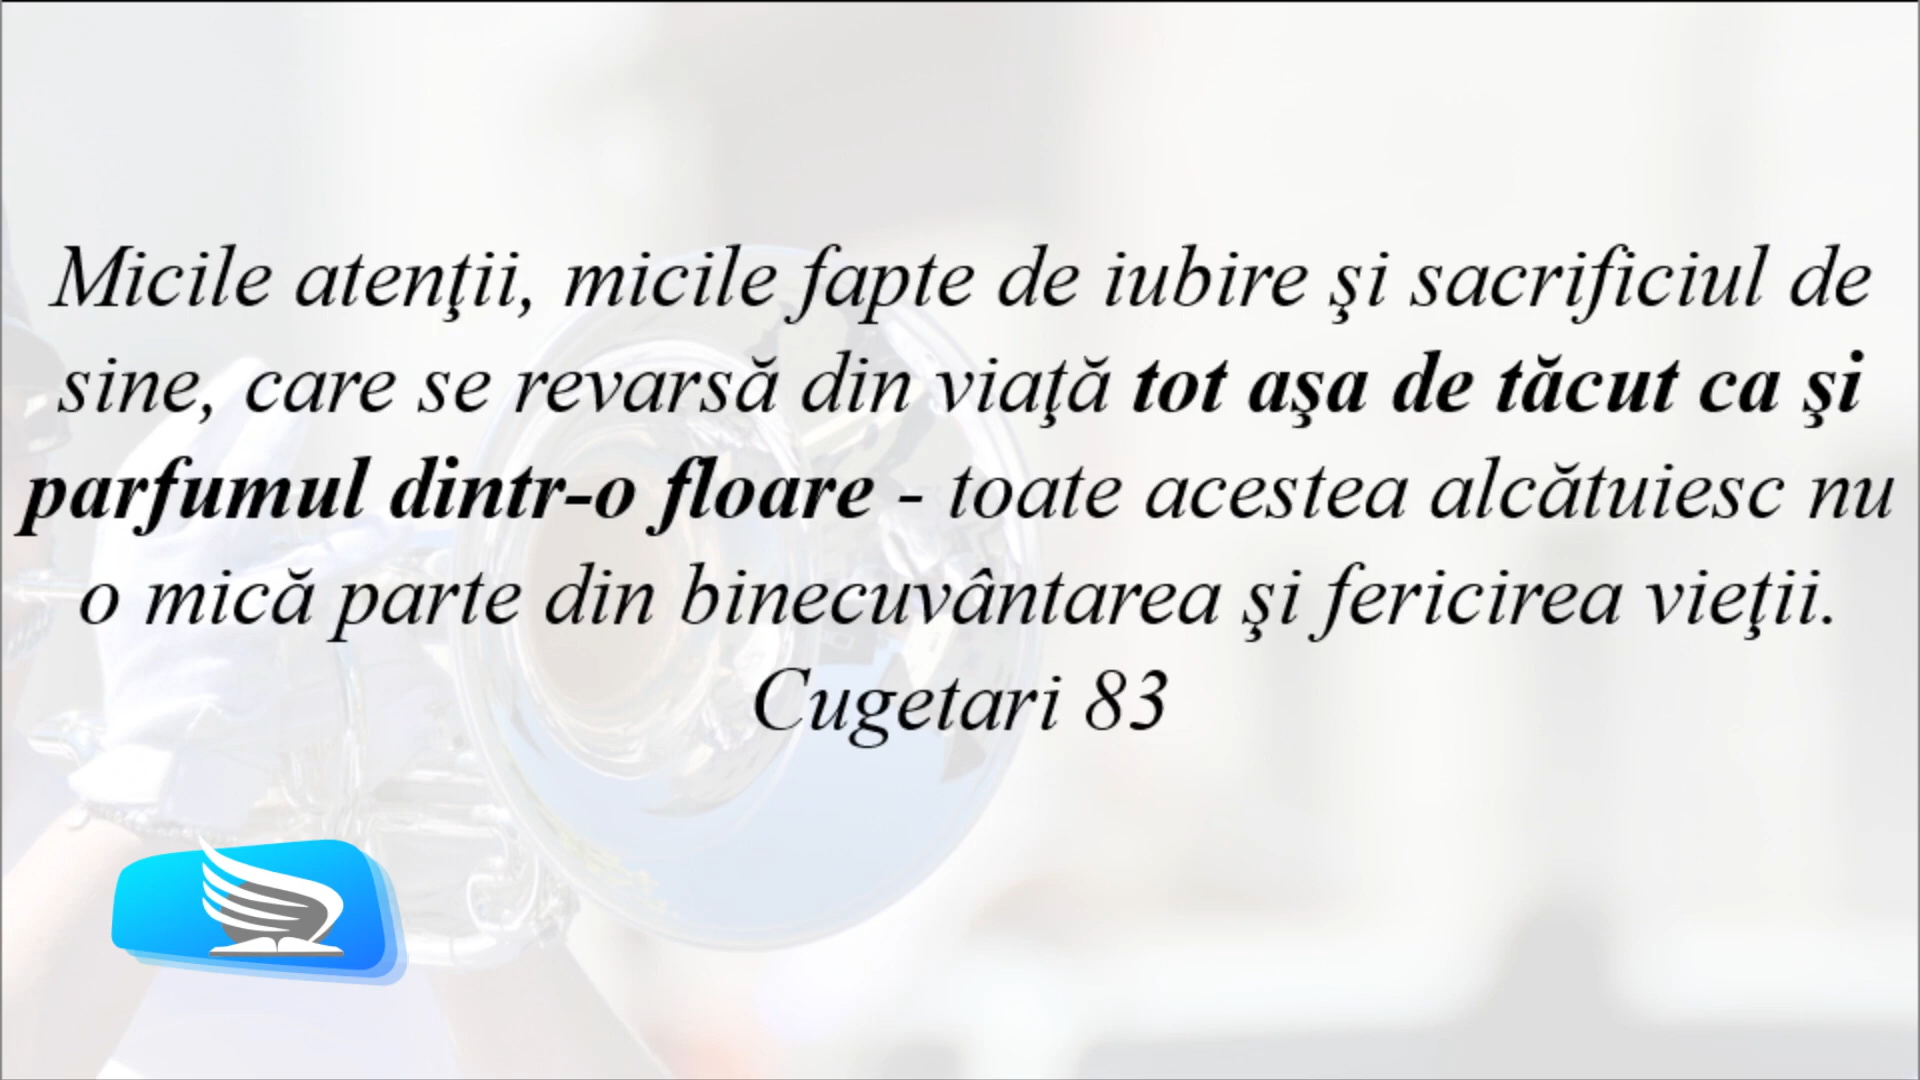 Micile atenţii, micile fapte de iubire şi sacrificiul de
sine, care se revarsă din viaţă tot aşa de tăcut ca şi
parfumul dintr-o floare - toate acestea alcătuiesc nu
o mică parte din binecuvântarea şi fericirea vieţii.
Cugetari 83